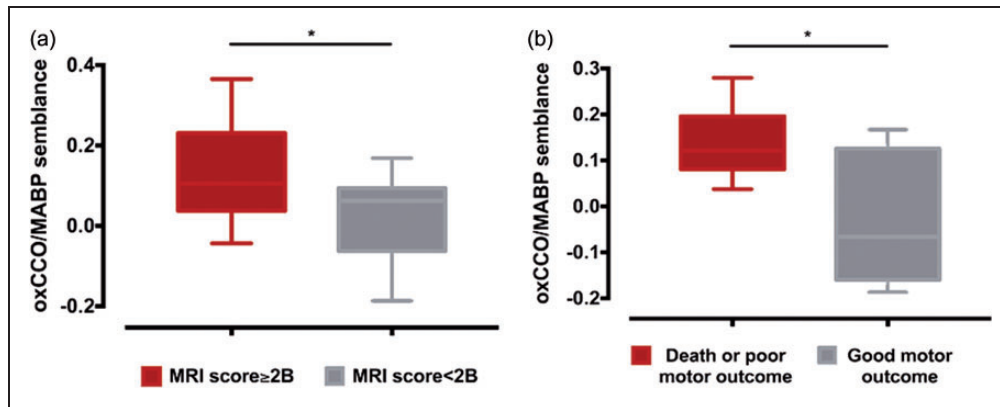 (a)
*
oxCCO/MABP semblance
0.4
0.2
0.0
-0.2
MRI score≥2B
MRI score<2B
(b)
*
oxCCO/MABP semblance
0.3
0.2
0.1
0.0
-0.1
-0.2
Death or poor
motor outcome
Good motor
outcome